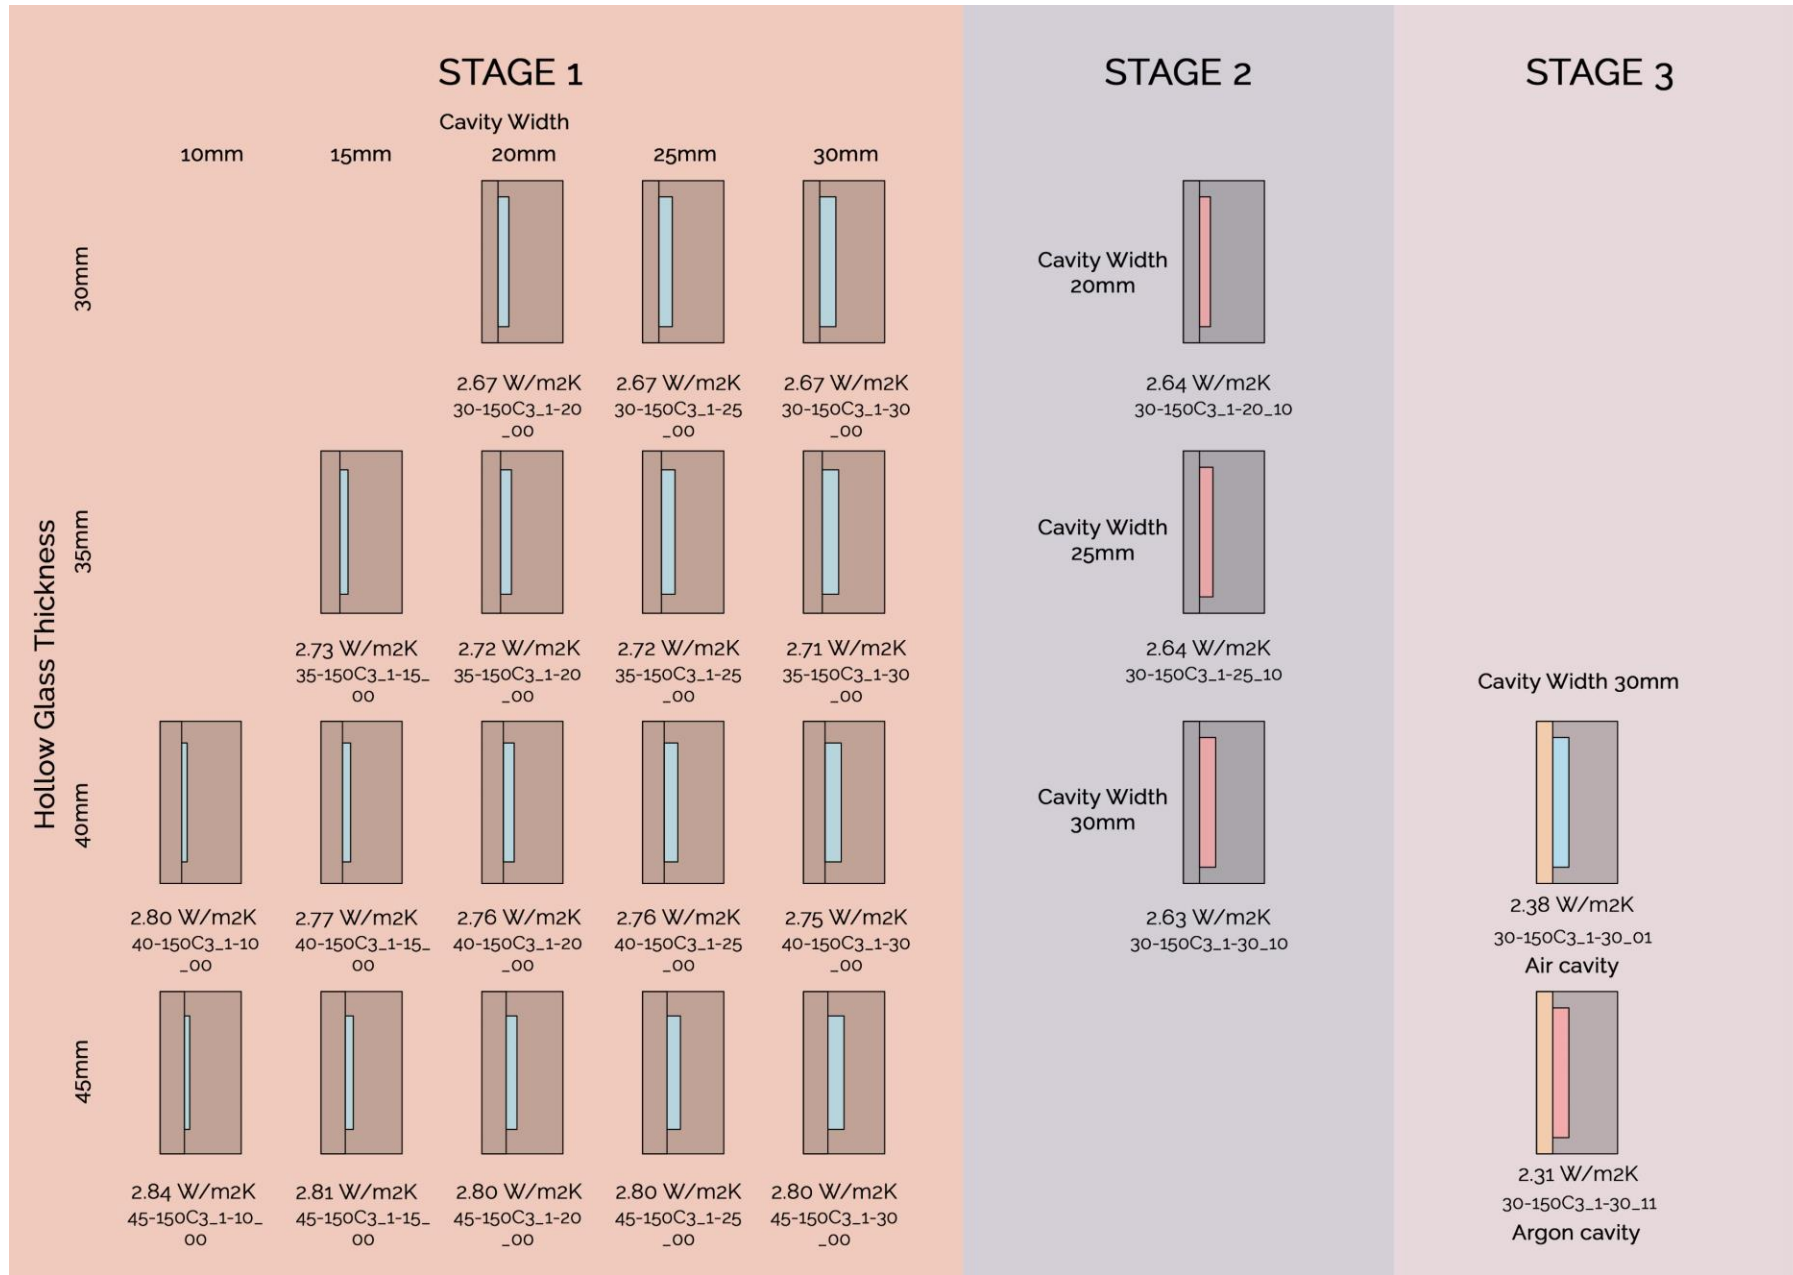 STAGE 1
Cavity Width
10mm
15mm
20mm
25mm
30mm
Hollow Glass Thickness
30mm
2.67 W/m2K
30-150C3_1-20
_00
2.67 W/m2K
30-150C3_1-25
_00
2.67 W/m2K
30-150C3_1-30
_00
35mm
2.73 W/m2K
35-150C3_1-15_
00
2.72 W/m2K
35-150C3_1-20
_00
2.72 W/m2K
35-150C3_1-25
_00
2.71 W/m2K
35-150C3_1-30
_00
40mm
2.80 W/m2K
40-150C3_1-10
_00
2.77 W/m2K
40-150C3_1-15_
00
2.76 W/m2K
40-150C3_1-20
_00
2.76 W/m2K
40-150C3_1-25
_00
2.75 W/m2K
40-150C3_1-30
_00
45mm
2.84 W/m2K
45-150C3_1-10_
00
2.81 W/m2K
45-150C3_1-15_
00
2.80 W/m2K
45-150C3_1-20
_00
2.80 W/m2K
45-150C3_1-25
_00
2.80 W/m2K
45-150C3_1-30
_00
STAGE 2
Cavity Width
20mm
2.64 W/m2K
30-150C3_1-20_10
Cavity Width
25mm
2.64 W/m2K
30-150C3_1-25_10
Cavity Width
30mm
2.63 W/m2K
30-150C3_1-30_10
STAGE 3
Cavity Width 30mm
2.38 W/m2K
30-150C3_1-30_01
Air cavity
2.31 W/m2K
30-150C3_1-30_11
Argon cavity